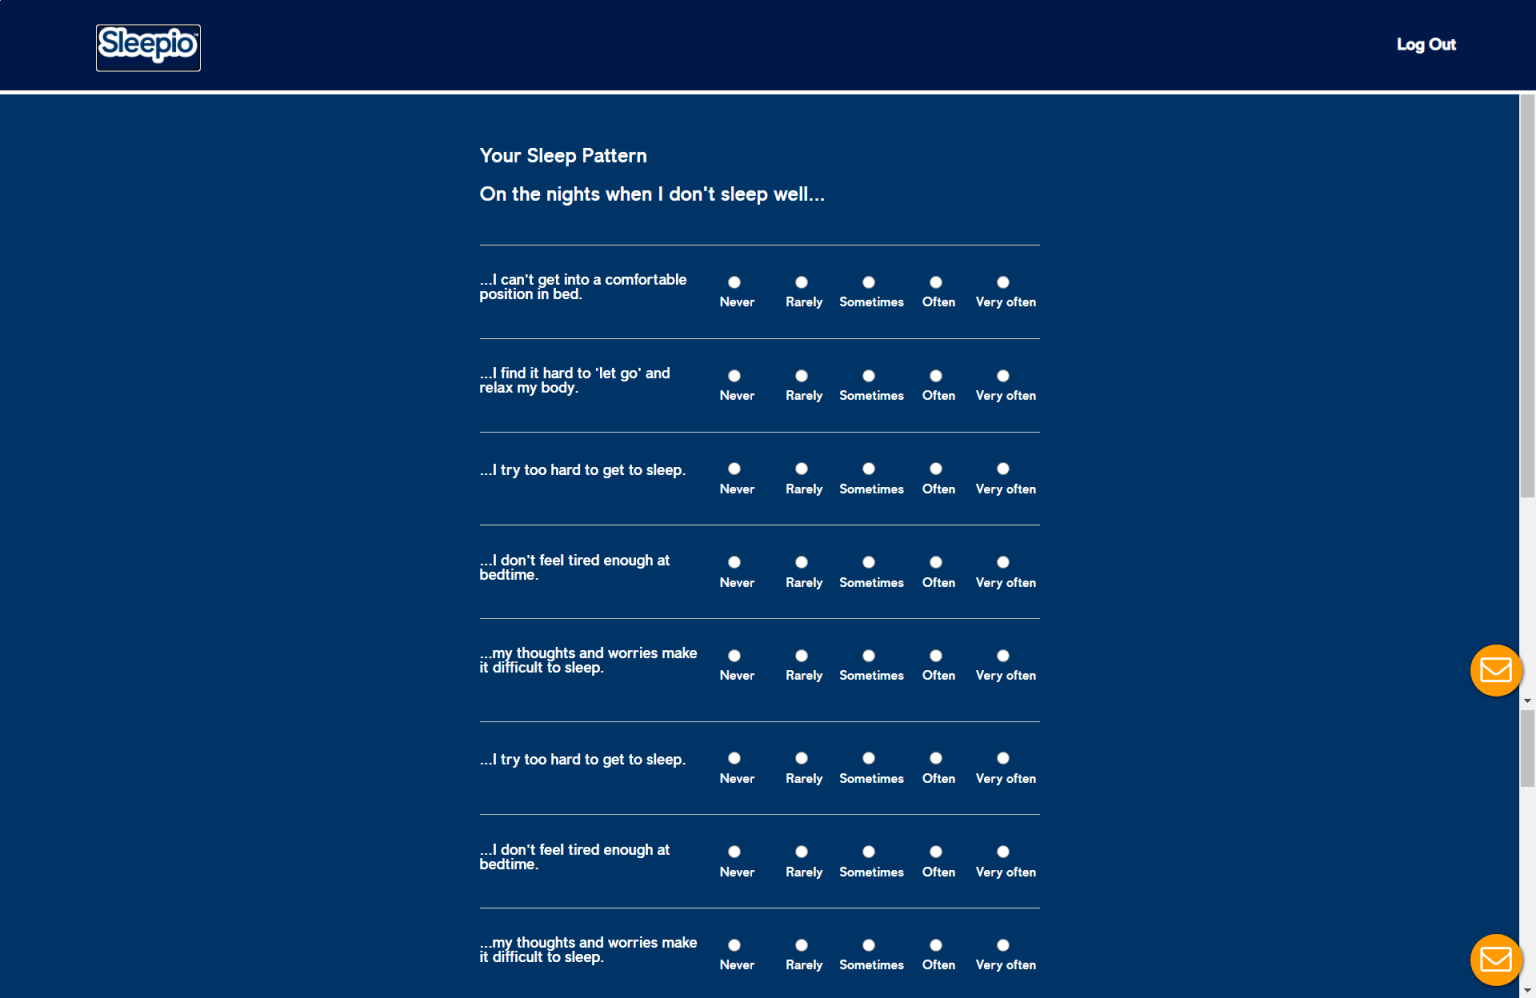 Sleepio™
Log Out
Your Sleep Pattern
On the nights when I don't sleep well...
...I can't get into a comfortable
position in bed.
Never Rarely Sometimes Often Very often
...I find it hard to 'let go' and
relax my body.
Never Rarely Sometimes Often Very often
...I try too hard to get to sleep.
Never Rarely Sometimes Often Very often
...I don't feel tired enough at
bedtime.
Never Rarely Sometimes Often Very often
...my thoughts and worries make
it difficult to sleep.
Never Rarely Sometimes Often Very often
...I try too hard to get to sleep.
Never Rarely Sometimes Often Very often
...I don't feel tired enough at
bedtime.
Never Rarely Sometimes Often Very often
...my thoughts and worries make
it difficult to sleep.
Never Rarely Sometimes Often Very often